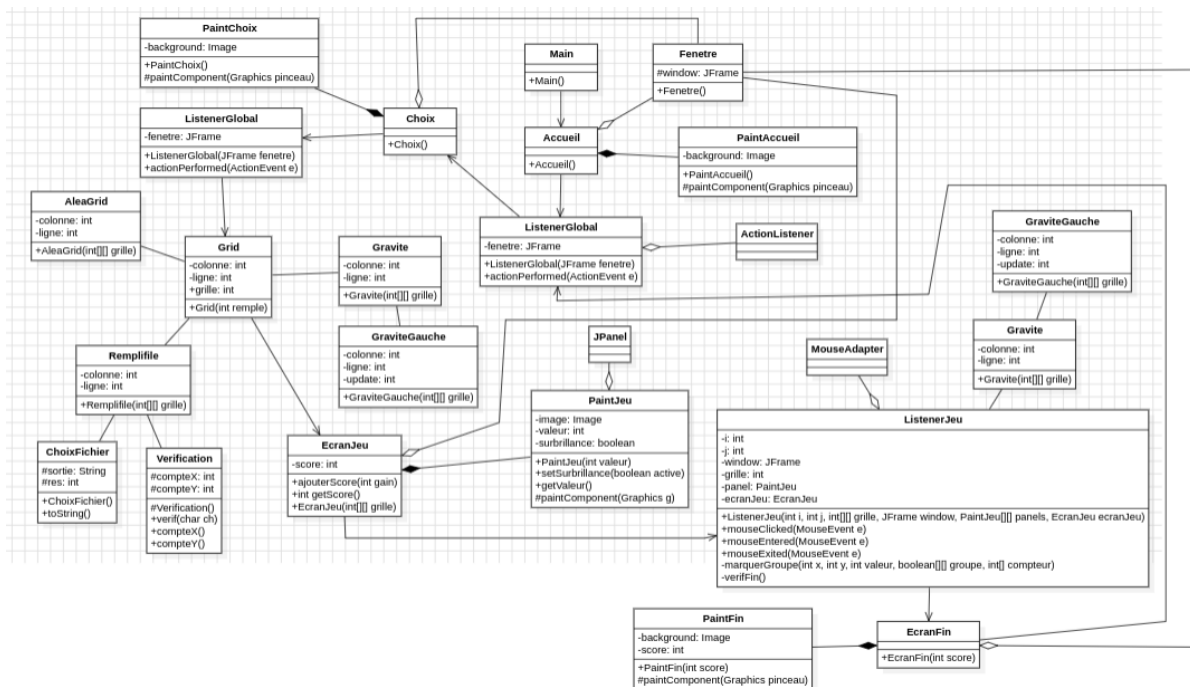 PaintChoix
-background: Image
+PaintChoix()
#paintComponent(Graphics pinceau)
Main
+Main()
Fenetre
#window: JFrame
+Fenetre()
ListenerGlobal
-fenetre: JFrame
+ListenerGlobal(JFrame fenetre)
+actionPerformed(ActionEvent e)
Choix
+Choix()
Accueil
+Accueil()
PaintAccueil
-background: Image
+PaintAccueil()
#paintComponent(Graphics pinceau)
AleaGrid
-colonne: int
-ligne: int
+AleaGrid(int[][] grille)
Grid
-colonne: int
-ligne: int
+grille: int
+Grid(int remple)
Gravite
-colonne: int
-ligne: int
+Gravite(int[][] grille)
ListenerGlobal
-fenetre: JFrame
+ListenerGlobal(JFrame fenetre)
+actionPerformed(ActionEvent e)
ActionListener
GraviteGauche
-colonne: int
-ligne: int
-update: int
+GraviteGauche(int[][] grille)
Remplifile
-colonne: int
-ligne: int
+Remplifile(int[][] grille)
GraviteGauche
-colonne: int
-ligne: int
-update: int
+GraviteGauche(int[][] grille)
JPanel
MouseAdapter
Gravite
-colonne: int
-ligne: int
+Gravite(int[][] grille)
ChoixFichier
#sortie: String
#res: int
+ChoixFichier()
+toString()
Verification
#compteX: int
#compteY: int
#Verification()
+verif(char ch)
+compteX()
+compteY()
EcranJeu
-score: int
+ajouterScore(int gain)
+int getScore()
+EcranJeu(int[][] grille)
PaintJeu
-image: Image
-valeur: int
-surbrillance: boolean
+PaintJeu(int valeur)
+setSurbrillance(boolean active)
+getValeur()
#paintComponent(Graphics g)
ListenerJeu
-i: int
-j: int
-window: JFrame
-grille: int
-panel: PaintJeu
-ecranJeu: EcranJeu
+ListenerJeu(int i, int j, int[][] grille, JFrame window, PaintJeu[][] panels, EcranJeu ecranJeu)
+mouseClicked(MouseEvent e)
+mouseEntered(MouseEvent e)
+mouseExited(MouseEvent e)
-marquerGroupe(int x, int y, int valeur, boolean[][] groupe, int[] compteur)
-verifFin()
PaintFin
-background: Image
-score: int
+PaintFin(int score)
#paintComponent(Graphics pinceau)
EcranFin
+EcranFin(int score)